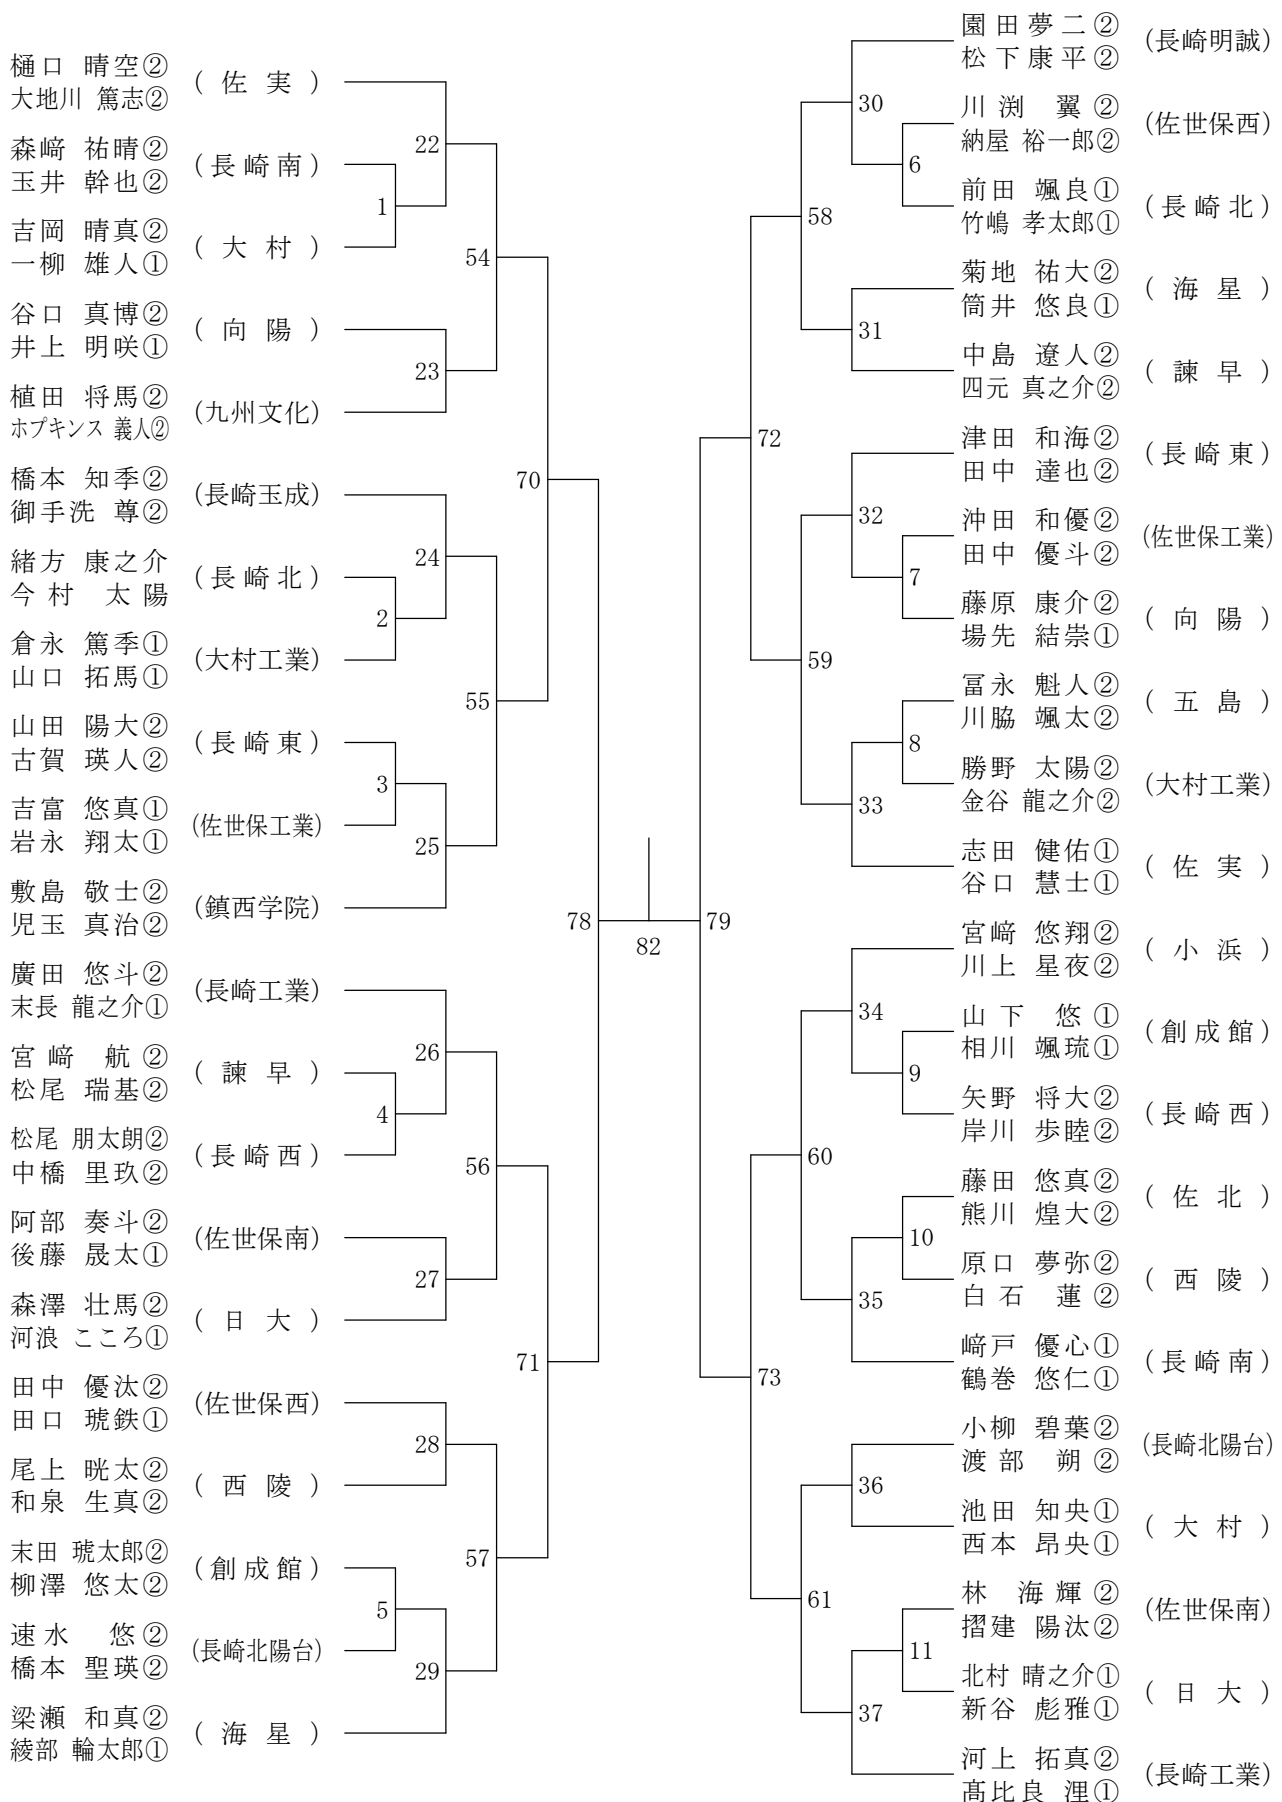 樋口 晴空②
大地川 篤志②
(佐実)
森﨑 祐晴②
玉井 幹也②
(長崎南)
吉岡 晴真②
一柳 雄人①
(大村)
谷口 真博②
井上 明咲①
(向陽)
植田 将馬②
ホプキンス 義人②
(九州文化)
橋本 知季②
御手洗 尊②
(長崎玉成)
緒方 康之介
今村 太陽
(長崎北)
倉永 篤季①
山口 拓馬①
(大村工業)
山田 陽大②
古賀 瑛人②
(長崎東)
吉富 悠真①
岩永 翔太①
(佐世保工業)
敷島 敬士②
児玉 真治②
(鎮西学院)
廣田 悠斗②
末長 龍之介①
(長崎工業)
宮﨑 航②
松尾 瑞基②
(諫早)
松尾 朋太朗②
中橋 里玖②
(長崎西)
阿部 奏斗②
後藤 晟太①
(佐世保南)
森澤 壮馬②
河浪 こころ①
(日大)
田中 優汰②
田口 琥鉄①
(佐世保西)
尾上 晄太②
和泉 生真②
(西陵)
末田 琥太郎②
柳澤 悠太②
(創成館)
速水 悠②
橋本 聖瑛②
(長崎北陽台)
梁瀬 和真②
綾部 輪太郎①
(海星)
1
2
3
4
5
22
23
24
25
26
27
28
29
54
55
56
57
70
71
78
82
79
72
73
58
59
60
61
30
31
32
33
34
35
36
37
6
7
8
9
10
11
園田夢二②
松下康平②
(長崎明誠)
川渕 翼②
納屋 裕一郎②
(佐世保西)
前田 颯良①
竹嶋 孝太郎①
(長崎北)
菊地 祐大②
筒井 悠良①
(海星)
中島 遼人②
四元 真之介②
(諫早)
津田 和海②
田中 達也②
(長崎東)
沖田 和優②
田中 優斗②
(佐世保工業)
藤原 康介②
場先 結崇①
(向陽)
冨永 魁人②
川脇 颯太②
(五島)
勝野 太陽②
金谷 龍之介②
(大村工業)
志田 健佑①
谷口 慧士①
(佐実)
宮﨑 悠翔②
川上 星夜②
(小浜)
山下 悠①
相川 颯琉①
(創成館)
矢野 将大②
岸川 歩睦②
(長崎西)
藤田 悠真②
熊川 煌大②
(佐北)
原口 夢弥②
白石 蓮②
(西陵)
﨑戸 優心①
鶴巻 悠仁①
(長崎南)
小柳 碧葉②
渡部 朔②
(長崎北陽台)
池田 知央①
西本 昂央①
(大村)
林 海輝②
摺建 陽汰②
(佐世保南)
北村 晴之介①
新谷 彪雅①
(日大)
河上 拓真②
髙比良 浬①
(長崎工業)